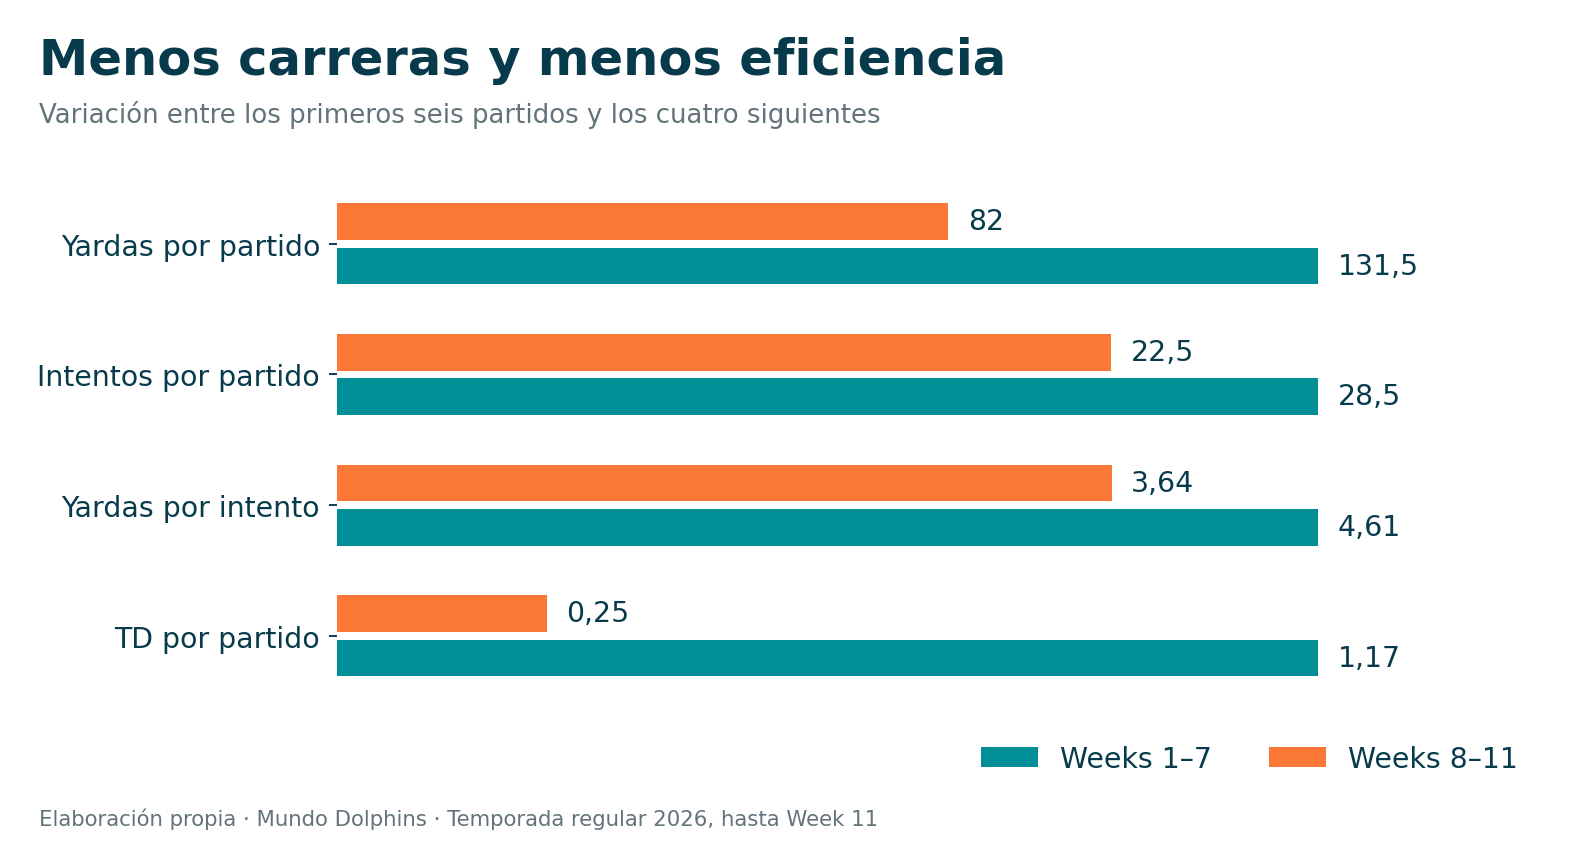 Menos carreras y menos eficiencia
Variación entre los primeros seis partidos y los cuatro siguientes
Yardas por partido
82
131,5
Intentos por partido
22,5
28,5
Yardas por intento
3,64
4,61
TD por partido
0,25
1,17
Weeks 1–7
Weeks 8–11
Elaboración propia · Mundo Dolphins · Temporada regular 2026, hasta Week 11